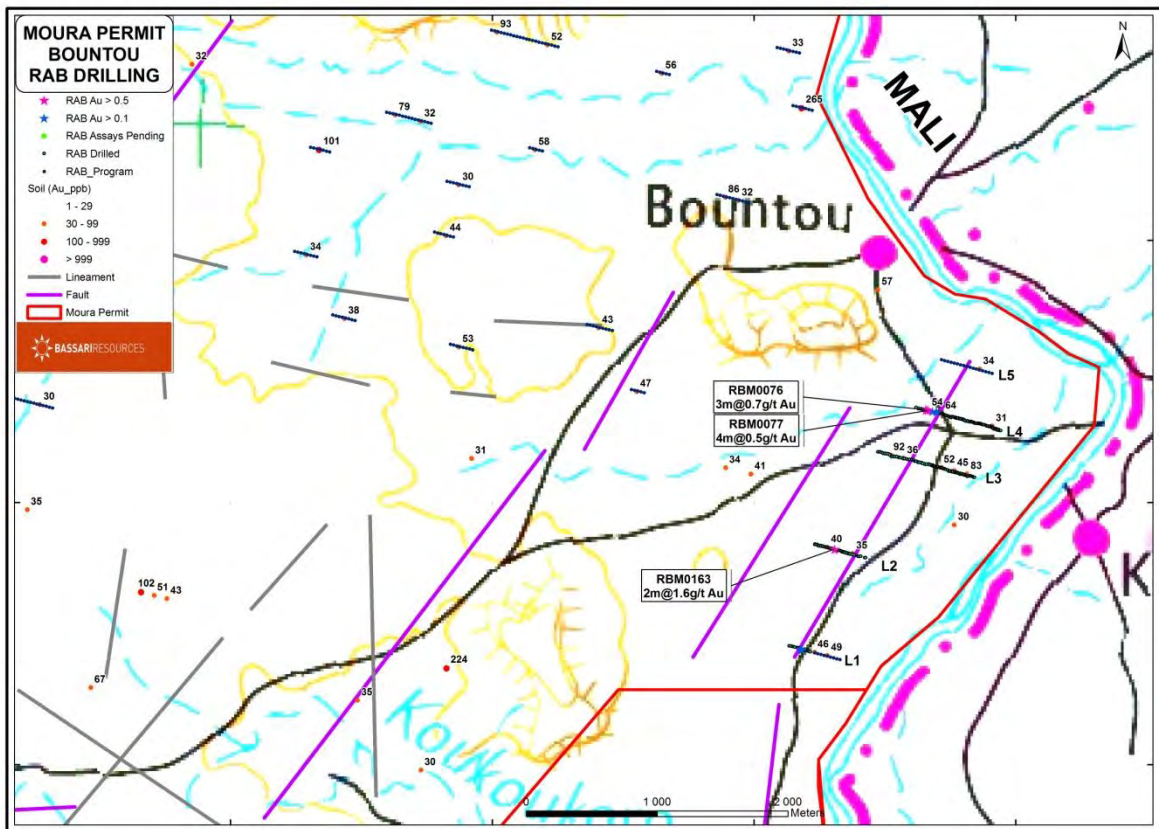 MOURA PERMIT
BOUNTOU
RAB DRILLING
RAB Au > 0.5
RAB Au > 0.1
RAB Assays Pending
RAB Drilled
RAB_Program
Soil (Au_ppb)
1 - 29
30 - 99
100 - 999
> 999
Lineament
Fault
Moura Permit
BASSARI RESOURCES
N
93
52
33
32
56
265
MALI
79
32
101
58
30
86 32
Bountou
44
34
57
38
43
53
34
L5
47
30
RBM0076
3m@0.7g/t Au
54 64
31
L4
RBM0077
4m@0.5g/t Au
92 36
52 45 83
L3
31
34
41
35
30
40
35
L2
K
RBM0163
2m@1.6g/t Au
102 51 43
46 49
L1
224
67
35
Koukou
30
0 1 000 2 000
Meters